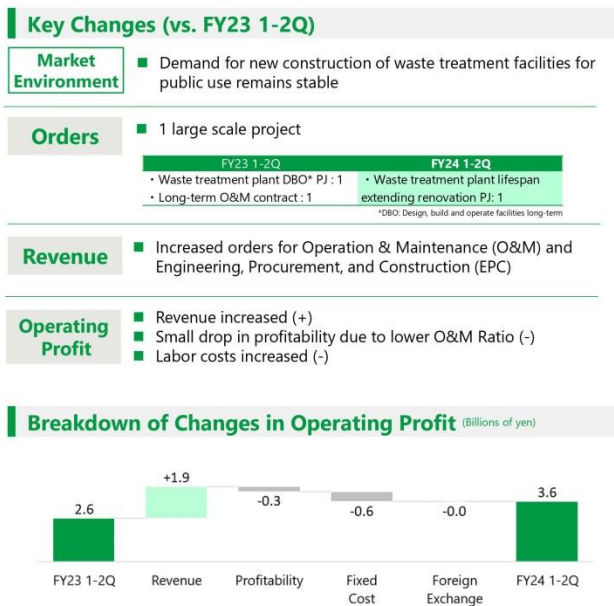 Key Changes (vs. FY23 1-2Q)
Market
Environment
■ Demand for new construction of waste treatment facilities for
public use remains stable
Orders
■ 1 large scale project
FY23 1-2Q FY24 1-2Q
・Waste treatment plant DBO* PJ : 1 ・Waste treatment plant lifespan
・Long-term O&M contract : 1 extending renovation PJ: 1
*DBO: Design, build and operate facilities long-term
Revenue
■ Increased orders for Operation & Maintenance (O&M) and
Engineering, Procurement, and Construction (EPC)
Operating
Profit
■ Revenue increased (+)
■ Small drop in profitability due to lower O&M Ratio (-)
■ Labor costs increased (-)
Breakdown of Changes in Operating Profit (Billions of yen)
2.6 +1.9 -0.3 -0.6 -0.0 3.6
FY23 1-2Q Revenue Profitability Fixed Foreign FY24 1-2Q
Cost Exchange